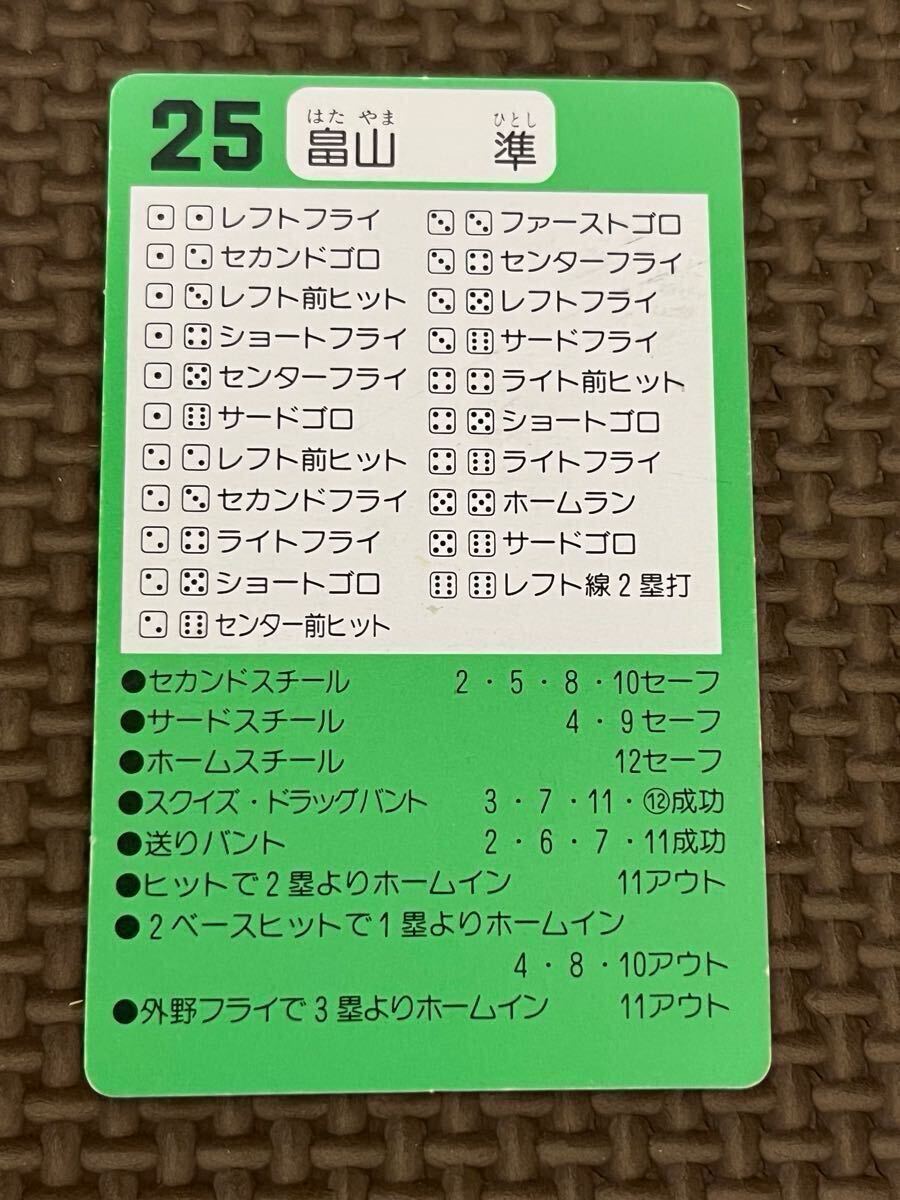 25 畠山 準
はた やま ひとし
⚀ ⚀ レフトフライ
⚀ ⚁ セカンドゴロ
⚀ ⚂ レフト前ヒット
⚀ ⚃ ショートフライ
⚀ ⚄ センターフライ
⚀ ⚅ サードゴロ
⚁ ⚁ レフト前ヒット
⚁ ⚂ セカンドフライ
⚁ ⚃ ライトフライ
⚁ ⚄ ショートゴロ
⚁ ⚅ センター前ヒット
⚂ ⚂ ファーストゴロ
⚂ ⚃ センターフライ
⚂ ⚄ レフトフライ
⚂ ⚅ サードフライ
⚃ ⚃ ライト前ヒット
⚃ ⚄ ショートゴロ
⚃ ⚅ ライトフライ
⚄ ⚄ ホームラン
⚄ ⚅ サードゴロ
⚅ ⚅ レフト線2塁打
●セカンドスチール 2・5・8・10セーフ
●サードスチール 4・9セーフ
●ホームスチール 12セーフ
●スクイズ・ドラッグバント 3・7・11・⑫成功
●送りバント 2・6・7・11成功
●ヒットで2塁よりホームイン 11アウト
●2ベースヒットで1塁よりホームイン
4・8・10アウト
●外野フライで3塁よりホームイン 11アウト